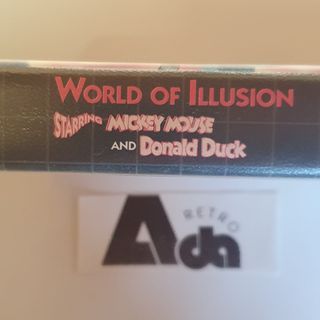 WORLD OF ILLUSION
STARRING MICKEY MOUSE
AND Donald Duck
RETRO
Ada